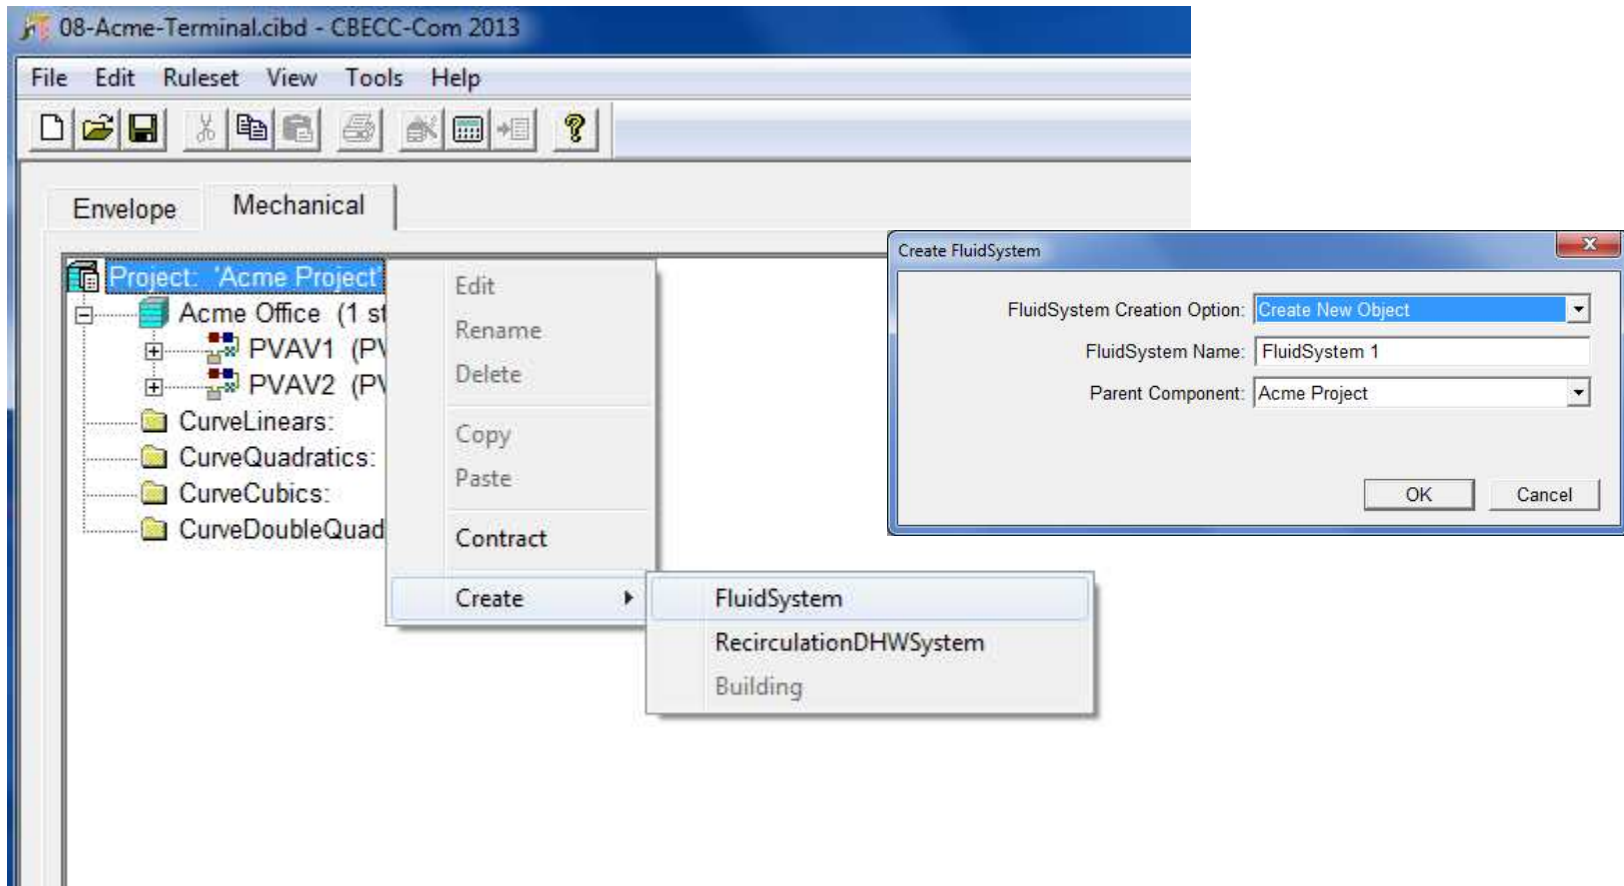 08-Acme-Terminal.cibd - CBECC-Com 2013
File Edit Ruleset View Tools Help
Envelope Mechanical
Project: 'Acme Project'
Acme Office (1 st
PVAV1 (PV
PVAV2 (PV
CurveLinears:
CurveQuadratics:
CurveCubics:
CurveDoubleQuad
Edit
Rename
Delete
Copy
Paste
Contract
Create
FluidSystem
RecirculationDHWSystem
Building
Create FluidSystem
FluidSystem Creation Option: Create New Object
FluidSystem Name: FluidSystem 1
Parent Component: Acme Project
OK Cancel